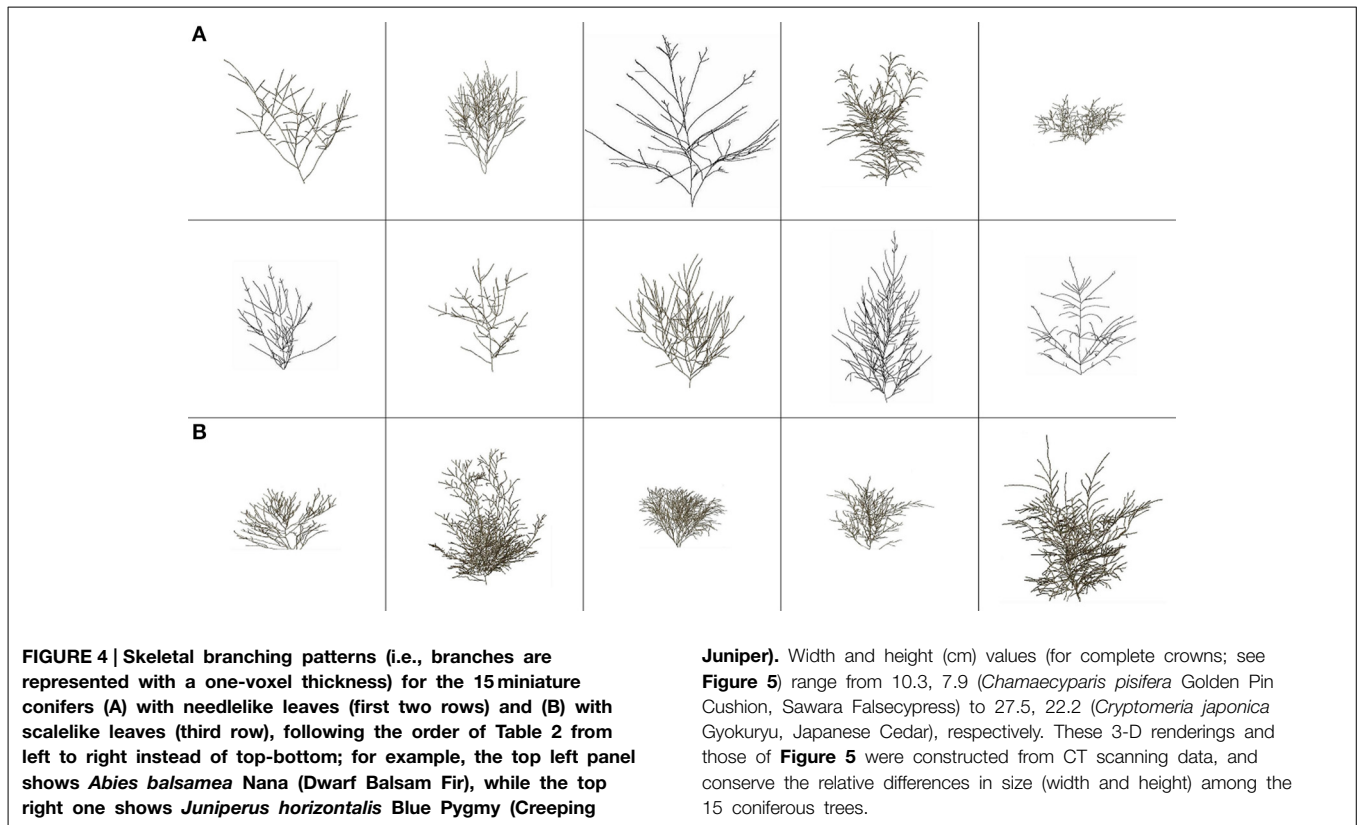 A
B
FIGURE 4 | Skeletal branching patterns (i.e., branches are
represented with a one-voxel thickness) for the 15 miniature
conifers (A) with needlelike leaves (first two rows) and (B) with
scalelike leaves (third row), following the order of Table 2 from
left to right instead of top-bottom; for example, the top left panel
shows Abies balsamea Nana (Dwarf Balsam Fir), while the top
right one shows Juniperus horizontalis Blue Pygmy (Creeping
Juniper). Width and height (cm) values (for complete crowns; see
Figure 5) range from 10.3, 7.9 (Chamaecyparis pisifera Golden Pin
Cushion, Sawara Falsecypress) to 27.5, 22.2 (Cryptomeria japonica
Gyokuryu, Japanese Cedar), respectively. These 3-D renderings and
those of Figure 5 were constructed from CT scanning data, and
conserve the relative differences in size (width and height) among the
15 coniferous trees.